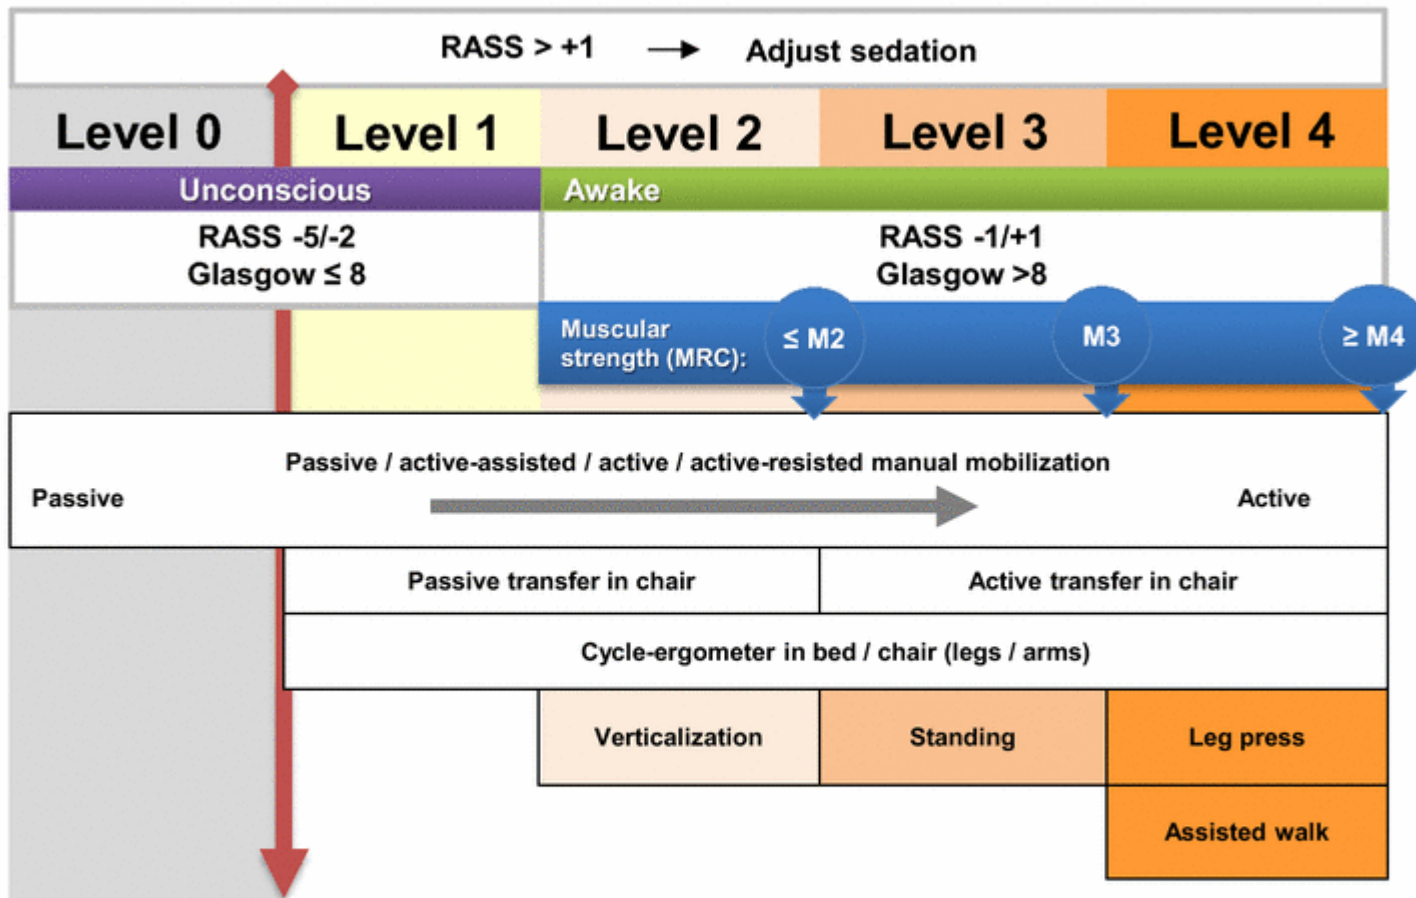 RASS > +1 → Adjust sedation
Level 0 Level 1 Level 2 Level 3 Level 4
Unconscious Awake
RASS -5/-2
Glasgow ≤ 8
RASS -1/+1
Glasgow >8
Muscular
strength (MRC):
≤ M2
M3
≥ M4
Passive / active-assisted / active / active-resisted manual mobilization
Passive
Active
Passive transfer in chair
Active transfer in chair
Cycle-ergometer in bed / chair (legs / arms)
Verticalization
Standing
Leg press
Assisted walk